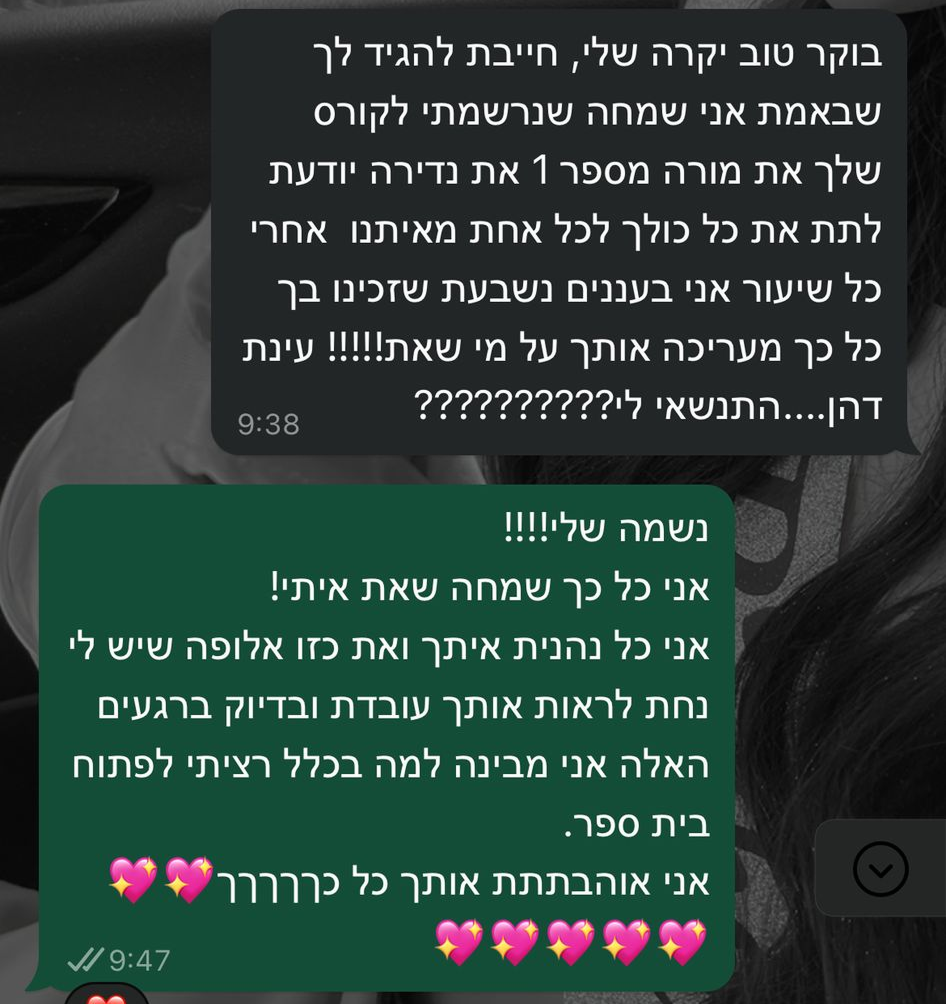 בוקר טוב יקרה שלי, חייבת להגיד לך
שבאמת אני שמחה שנרשמתי לקורס
שלך את מורה מספר 1 את נדירה יודעת
לתת את כל כולך לכל אחת מאיתנו  אחרי
כל שיעור אני בעננים נשבעת שזכינו בך
כל כך מעריכה אותך על מי שאת!!!!! עינת
דהן....התנשאי לי??????????
9:38
נשמה שלי!!!!
אני כל כך שמחה שאת איתי!
אני כל נהנית איתך ואת כזו אלופה שיש לי
נחת לראות אותך עובדת ובדיוק ברגעים
האלה אני מבינה למה בכלל רציתי לפתוח
בית ספר.
אני אוהבתתת אותך כל כךךךךך💖💖
💖💖💖💖💖
9:47